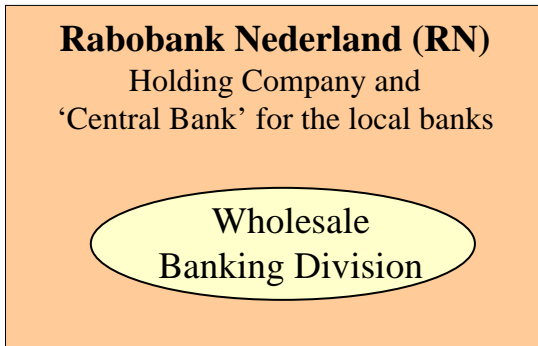 Rabobank Nederland (RN)
Holding Company and
‘Central Bank’ for the local banks
Wholesale
Banking Division